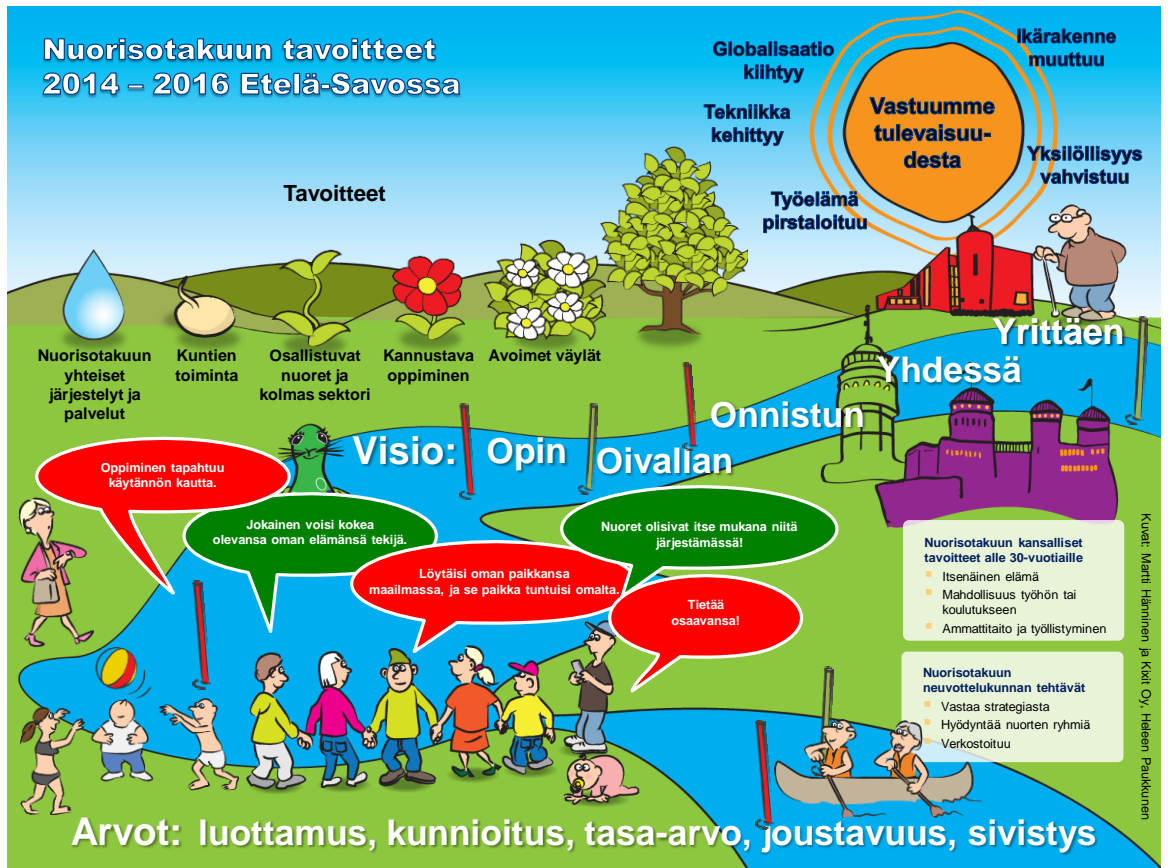 Nuorisotakuun tavoitteet
2014 – 2016 Etelä-Savossa
Globalisaatio
kiihtyy
Ikärakenne
muuttuu
Tekniikka
kehittyy
Vastuumme
tulevaisuu-
desta
Yksilöllisyys
vahvistuu
Työelämä
pirstaloituu
Tavoitteet
Nuorisotakuun
yhteiset
järjestelyt ja
palvelut
Kuntien
toiminta
Osallistuvat
nuoret ja
kolmas sektori
Kannustava
oppiminen
Avoimet väylät
Visio:
Opin
Oivallan
Onnistun
Yhdessä
Yrittäen
Oppiminen tapahtuu
käytännön kautta.
Jokainen voisi kokea
olevansa oman elämänsä tekijä.
Löytäisi oman paikkansa
maailmassa, ja se paikka tuntuisi omalta.
Nuoret olisivat itse mukana niitä
järjestämässä!
Tietää
osaavansa!
Nuorisotakuun kansalliset
tavoitteet alle 30-vuotiaille
Itsenäinen elämä
Mahdollisuus työhön tai
koulutukseen
Ammattitaito ja työllistyminen
Nuorisotakuun
neuvottelukunnan tehtävät
Vastaa strategiasta
Hyödyntää nuorten ryhmiä
Verkostoituu
Kuvat: Martti Hänninen ja Kixit Oy, Heleen Paukkunen
Arvot: luottamus, kunnioitus, tasa-arvo, joustavuus, sivistys